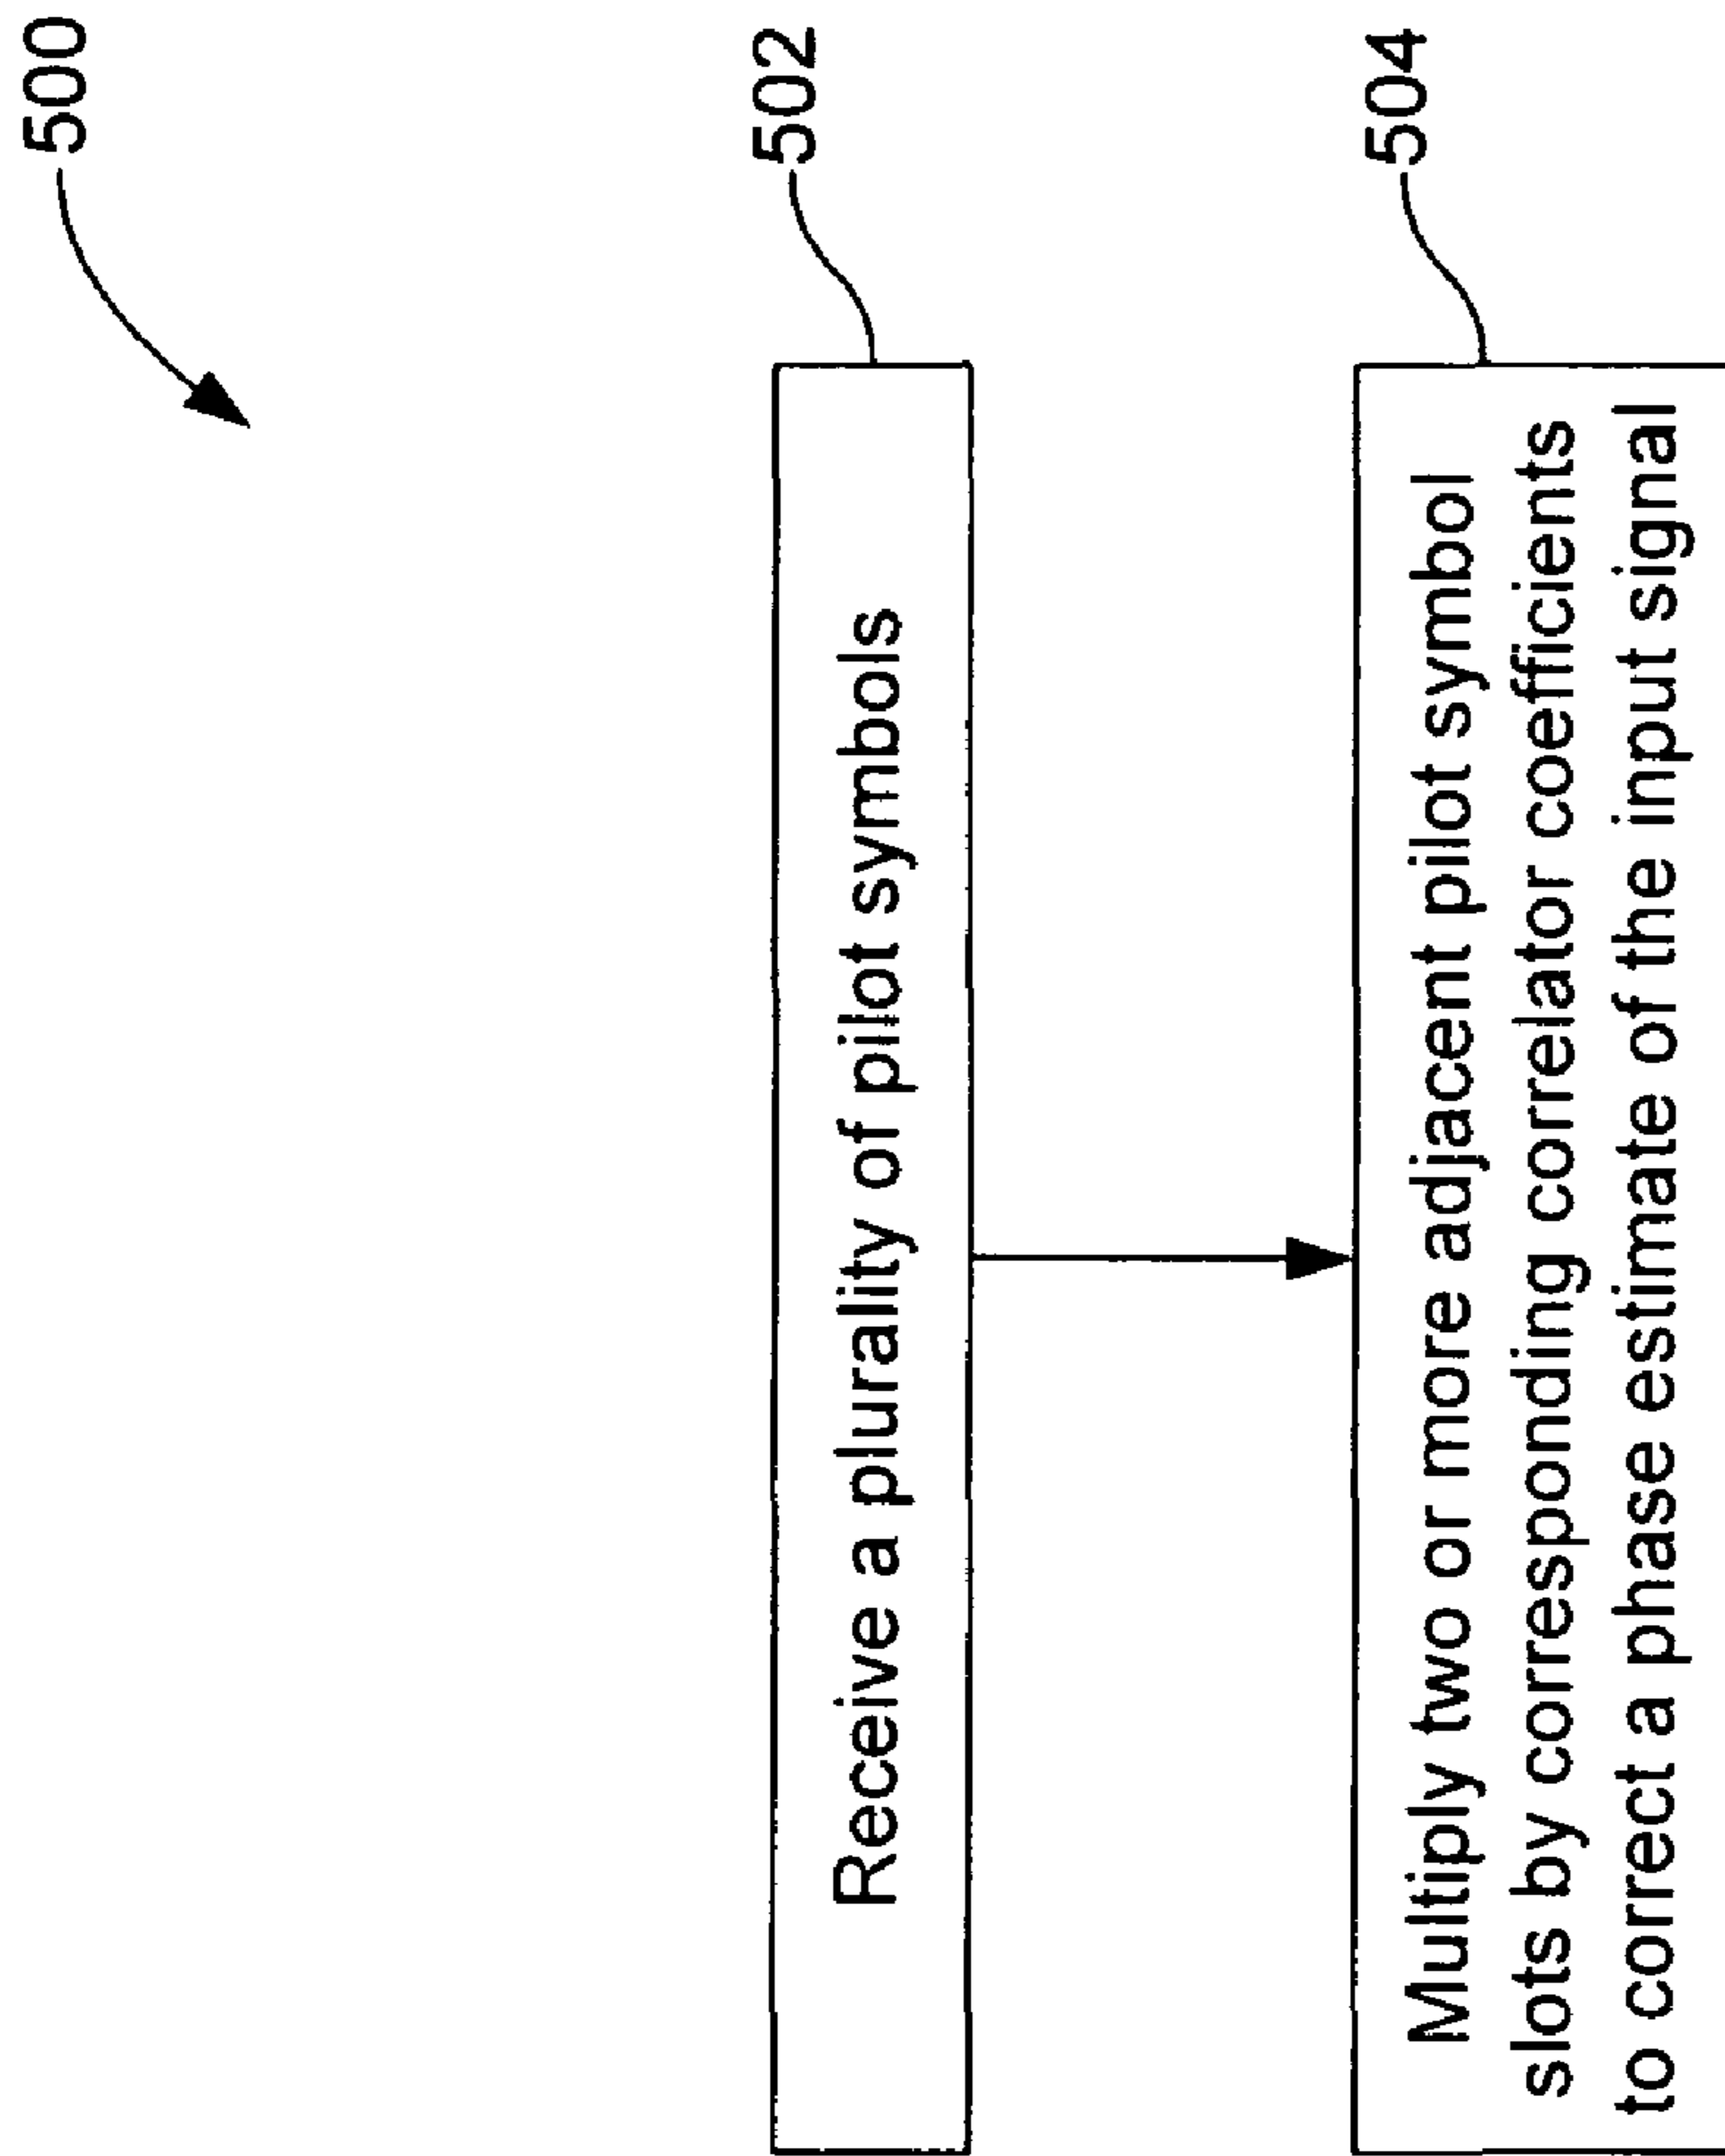 500
502
Receive a plurality of pilot symbols
504
Multiply two or more adjacent pilot symbol
slots by corresponding correlator coefficients
to correct a phase estimate of the input signal